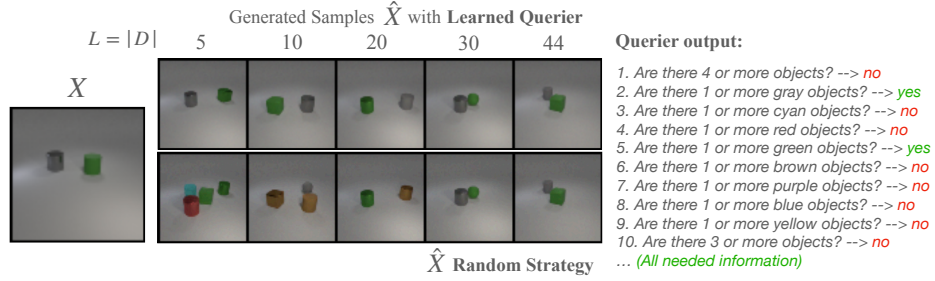 Generated Samples X̂ with Learned Querier
L = |D|
5 10 20 30 44
X
X̂ Random Strategy
Querier output:
1. Are there 4 or more objects? --> no
2. Are there 1 or more gray objects? --> yes
3. Are there 1 or more cyan objects? --> no
4. Are there 1 or more red objects? --> no
5. Are there 1 or more green objects? --> yes
6. Are there 1 or more brown objects? --> no
7. Are there 1 or more purple objects? --> no
8. Are there 1 or more blue objects? --> no
9. Are there 1 or more yellow objects? --> no
10. Are there 3 or more objects? --> no
... (All needed information)